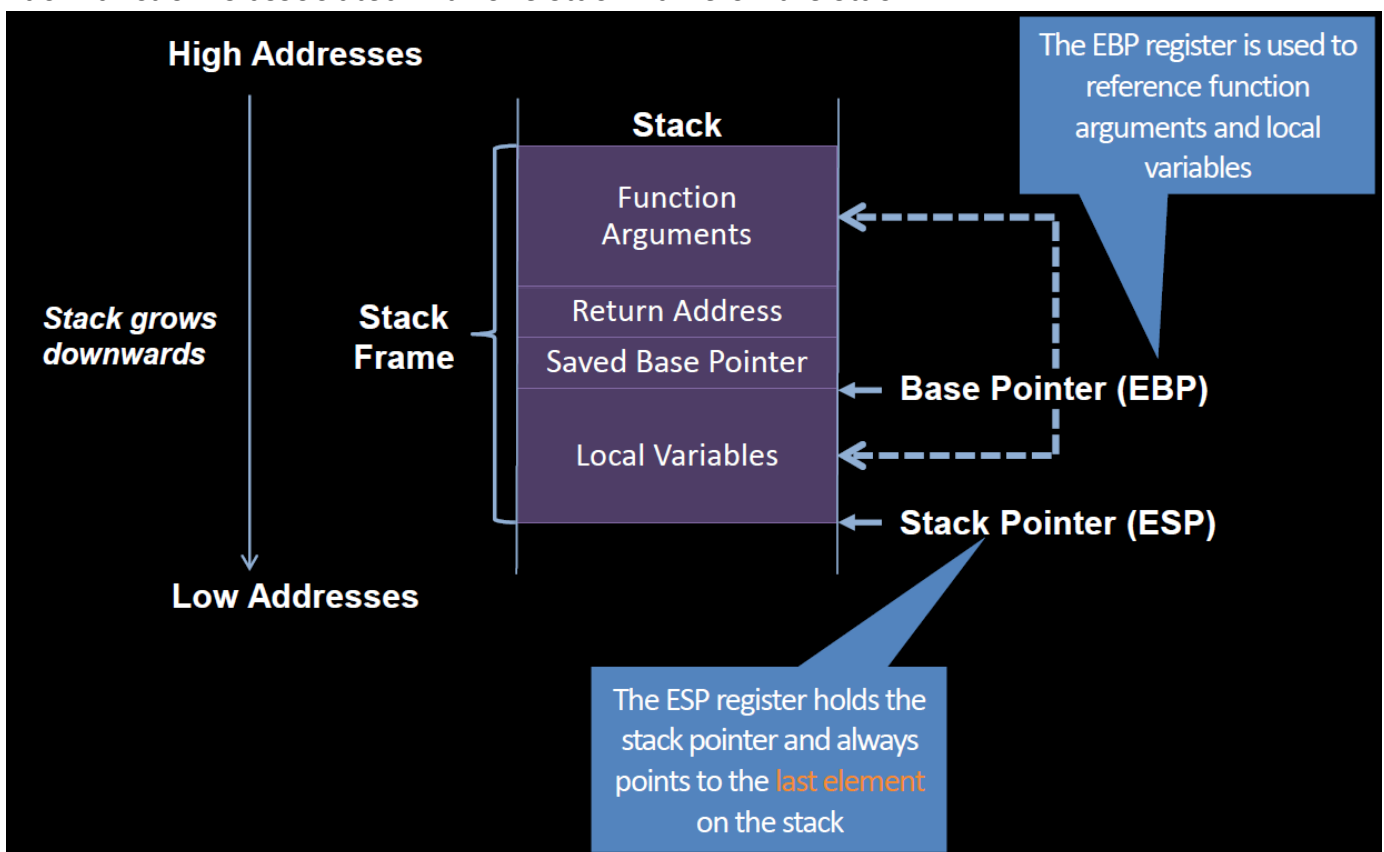 High Addresses
The EBP register is used to
reference function
arguments and local
variables
Stack
Function
Arguments
Stack grows
downwards
Stack
Frame
Return Address
Saved Base Pointer
Base Pointer (EBP)
Local Variables
Stack Pointer (ESP)
Low Addresses
The ESP register holds the
stack pointer and always
points to the last element
on the stack